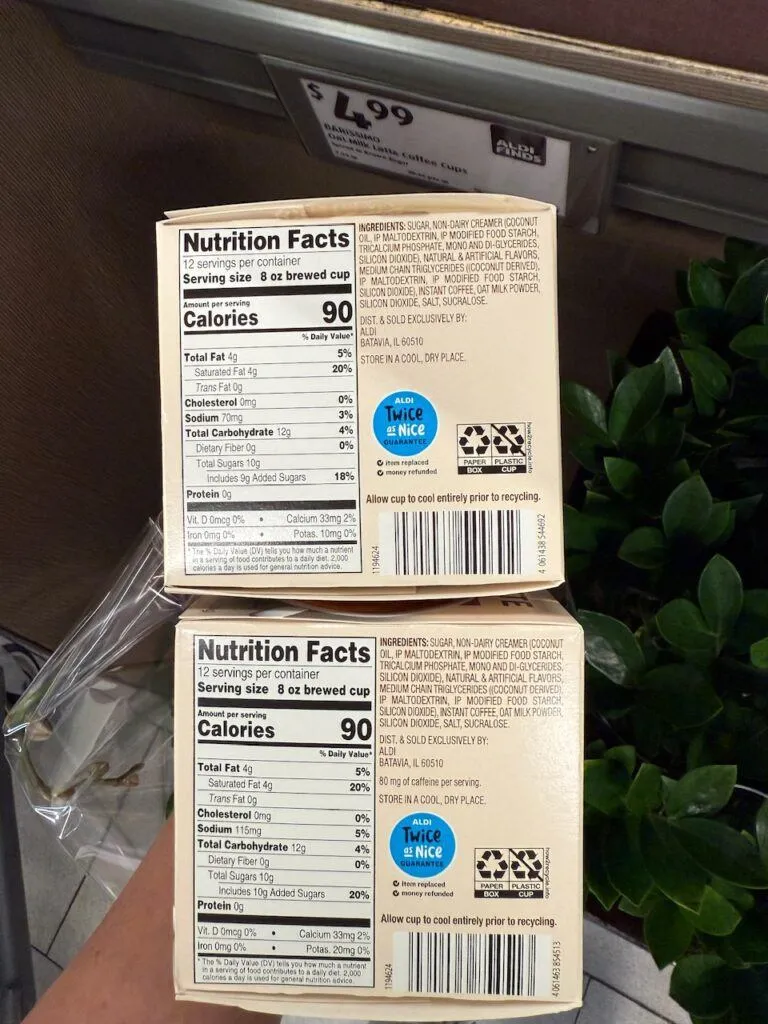 $4.99
BARISSIMO
Oat Milk Latte Coffee Cups
ALDI
FINDS
Nutrition Facts
12 servings per container
Serving size 8 oz brewed cup
Amount per serving
Calories 90
% Daily Value*
Total Fat 4g 5%
Saturated Fat 4g 20%
Trans Fat 0g
Cholesterol 0mg 0%
Sodium 70mg 3%
Total Carbohydrate 12g 4%
Dietary Fiber 0g 0%
Total Sugars 10g
Includes 9g Added Sugars 18%
Protein 0g
Vit. D 0mcg 0% • Calcium 33mg 2%
Iron 0mg 0% • Potas. 10mg 0%
* The % Daily Value (DV) tells you how much a nutrient
in a serving of food contributes to a daily diet. 2,000
calories a day is used for general nutrition advice.
INGREDIENTS: SUGAR, NON-DAIRY CREAMER (COCONUT
OIL, IP MALTODEXTRIN, IP MODIFIED FOOD STARCH,
TRICALCIUM PHOSPHATE, MONO AND DI-GLYCERIDES,
SILICON DIOXIDE), NATURAL & ARTIFICIAL FLAVORS,
MEDIUM CHAIN TRIGLYCERIDES ((COCONUT DERIVED),
IP MALTODEXTRIN, IP MODIFIED FOOD STARCH,
SILICON DIOXIDE), INSTANT COFFEE, OAT MILK POWDER,
SILICON DIOXIDE, SALT, SUCRALOSE.
DIST. & SOLD EXCLUSIVELY BY:
ALDI
BATAVIA, IL 60510
STORE IN A COOL, DRY PLACE.
ALDI
Twice
as Nice
GUARANTEE
item replaced
money refunded
PAPER PLASTIC
BOX CUP
how2recycle.info
Allow cup to cool entirely prior to recycling.
1194624
4 061438 544692
Nutrition Facts
12 servings per container
Serving size 8 oz brewed cup
Amount per serving
Calories 90
% Daily Value*
Total Fat 4g 5%
Saturated Fat 4g 20%
Trans Fat 0g
Cholesterol 0mg 0%
Sodium 115mg 5%
Total Carbohydrate 12g 4%
Dietary Fiber 0g 0%
Total Sugars 10g
Includes 10g Added Sugars 20%
Protein 0g
Vit. D 0mcg 0% • Calcium 33mg 2%
Iron 0mg 0% • Potas. 20mg 0%
* The % Daily Value (DV) tells you how much a nutrient
in a serving of food contributes to a daily diet. 2,000
calories a day is used for general nutrition advice.
INGREDIENTS: SUGAR, NON-DAIRY CREAMER (COCONUT
OIL, IP MALTODEXTRIN, IP MODIFIED FOOD STARCH,
TRICALCIUM PHOSPHATE, MONO AND DI-GLYCERIDES,
SILICON DIOXIDE), NATURAL & ARTIFICIAL FLAVORS,
MEDIUM CHAIN TRIGLYCERIDES ((COCONUT DERIVED),
IP MALTODEXTRIN, IP MODIFIED FOOD STARCH,
SILICON DIOXIDE), INSTANT COFFEE, OAT MILK POWDER,
SILICON DIOXIDE, SALT, SUCRALOSE.
DIST. & SOLD EXCLUSIVELY BY:
ALDI
BATAVIA, IL 60510
80 mg of caffeine per serving.
STORE IN A COOL, DRY PLACE.
ALDI
Twice
as Nice
GUARANTEE
item replaced
money refunded
PAPER PLASTIC
BOX CUP
how2recycle.info
Allow cup to cool entirely prior to recycling.
1194624
4 061463 854513